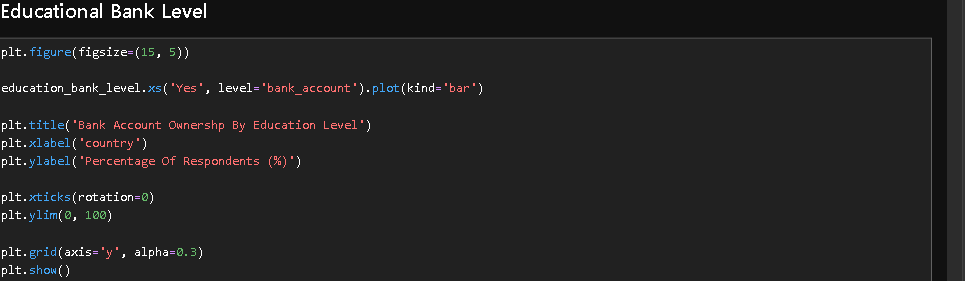 Educational Bank Level
plt.figure(figsize=(15, 5))
education_bank_level.xs('Yes', level='bank_account').plot(kind='bar')
plt.title('Bank Account Ownershp By Education Level')
plt.xlabel('country')
plt.ylabel('Percentage Of Respondents (%)')
plt.xticks(rotation=0)
plt.ylim(0, 100)
plt.grid(axis='y', alpha=0.3)
plt.show()